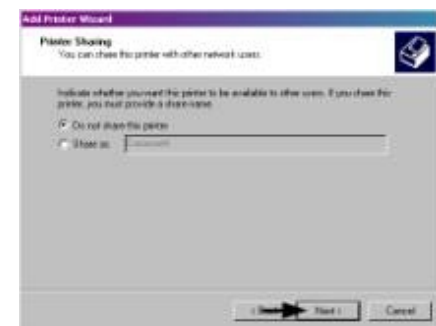 Add Printer Wizard
Printer Sharing
You can share this printer with other network users.
Indicate whether you want this printer to be available to other users. If you share this
printer, you must provide a share name.
Do not share this printer
Share as:
Next >
Cancel